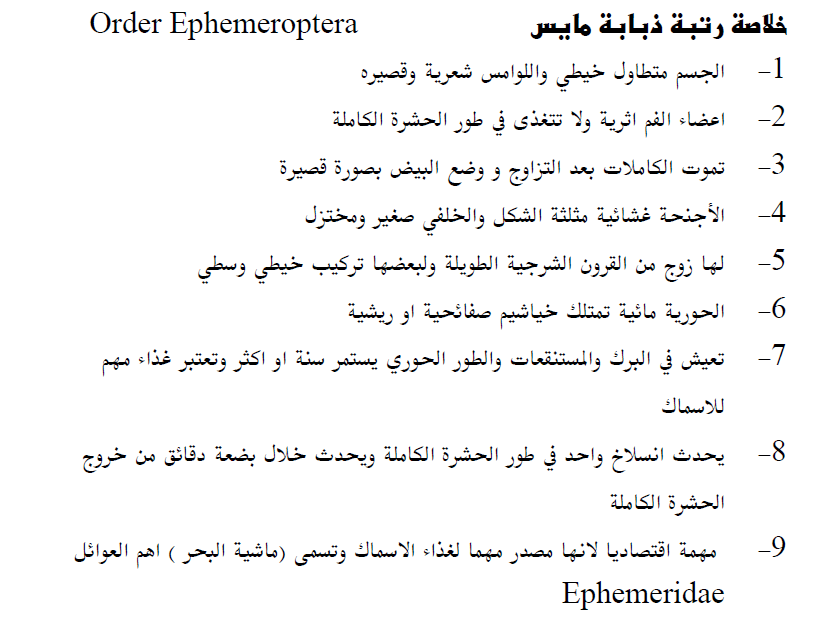 خلاصة رتبة ذبابة مايس Order Ephemeroptera
1– الجسم متطاول خيطي واللوامس شعرية وقصيره
2– اعضاء الفم اثرية ولا تتغذى في طور الحشرة الكاملة
3– تموت الكاملات بعد التزاوج و وضع البيض بصورة قصيرة
4– الأجنحة غشائية مثلثة الشكل والخلفي صغير ومختزل
5– لها زوج من القرون الشرجية الطويلة ولبعضها تركيب خيطي وسطي
6– الحورية مائية تمتلك خياشيم صفائحية او ريشية
7– تعيش في البرك والمستنقعات والطور الحوري يستمر سنة او اكثر وتعتبر غذاء مهم
للاسماك
8– يحدث انسلاخ واحد في طور الحشرة الكاملة ويحدث خلال بضعة دقائق من خروج
الحشرة الكاملة
9– مهمة اقتصاديا لانها مصدر مهما لغذاء الاسماك وتسمى (ماشية البحر ) اهم العوائل
Ephemeridae